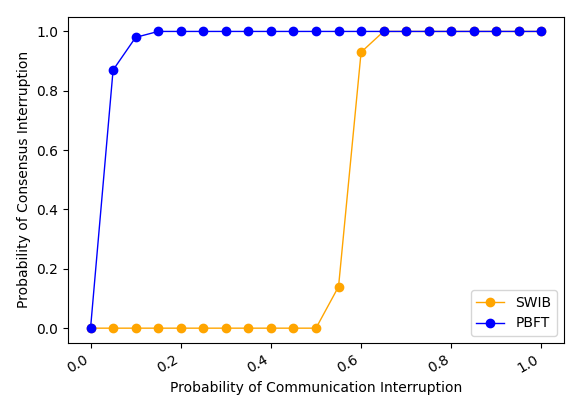 Probability of Consensus Interruption
1.0
0.8
0.6
0.4
0.2
0.0
SWIB
PBFT
0.0 0.2 0.4 0.6 0.8 1.0
Probability of Communication Interruption